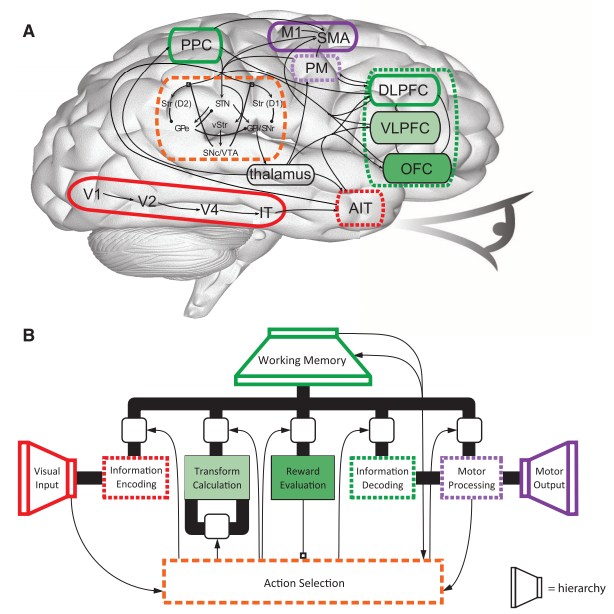 A
PPC
M1
SMA
PM
Str (D2)
STN
Str (D1)
DLPFC
GPe
vStr
GPi/SNr
VLPFC
SNc/VTA
thalamus
OFC
V1
V2
V4
IT
AIT
B
Working Memory
Visual
Input
Information
Encoding
Transform
Calculation
Reward
Evaluation
Information
Decoding
Motor
Processing
Motor
Output
Action Selection
= hierarchy